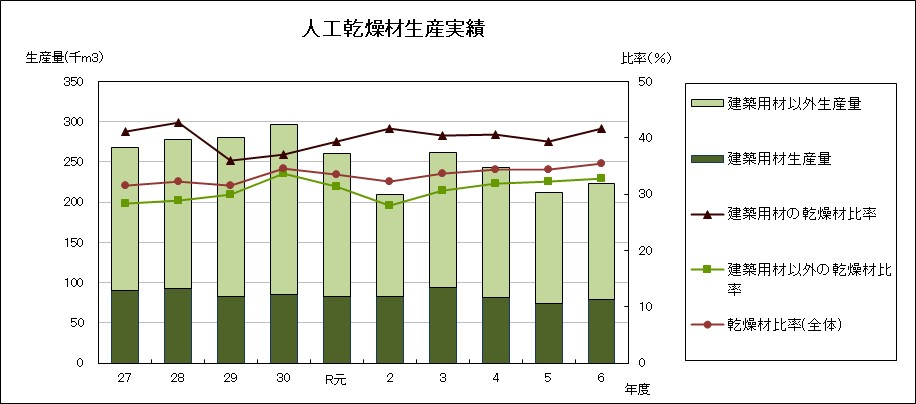 人工乾燥材生産実績
生産量(千m3)
比率(%)
350
300
250
200
150
100
50
0
50
40
30
20
10
0
27 28 29 30 R元 2 3 4 5 6
年度
建築用材以外生産量
建築用材生産量
建築用材の乾燥材比率
建築用材以外の乾燥材比
率
乾燥材比率(全体)